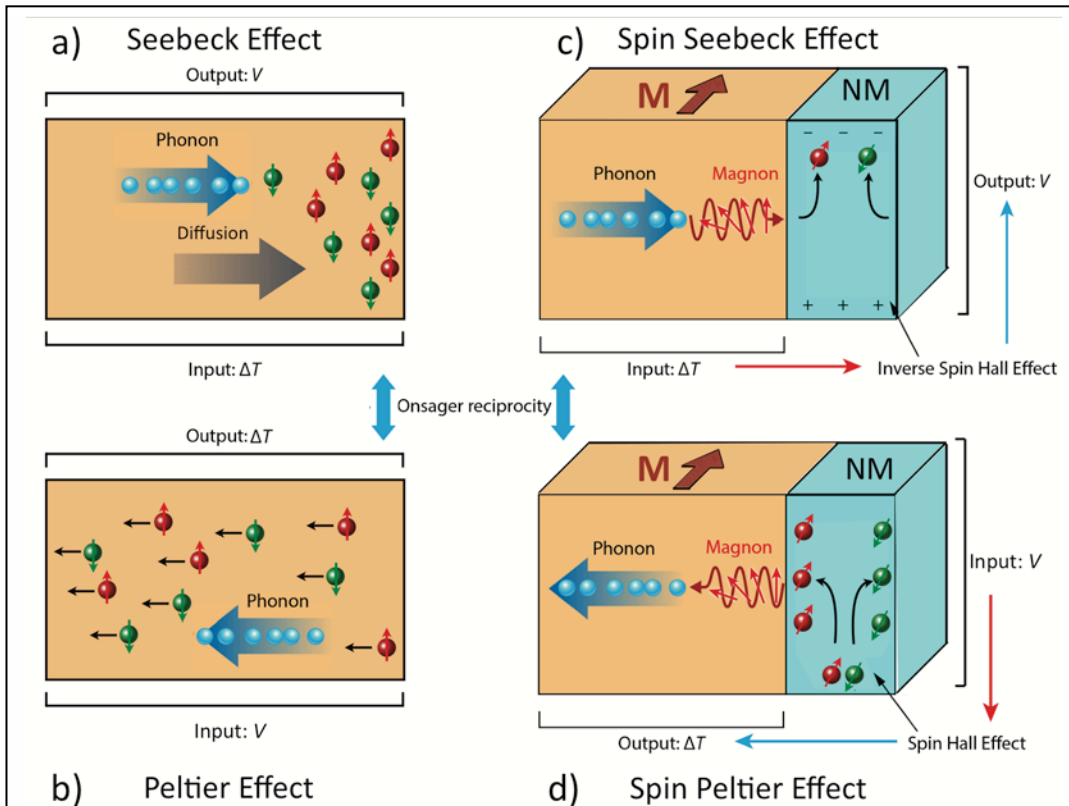 a) Seebeck Effect
Output: V
Phonon
Diffusion
Input: ΔT
c) Spin Seebeck Effect
M
NM
Phonon
Magnon
− − −
+ + +
Output: V
Input: ΔT
Inverse Spin Hall Effect
Onsager reciprocity
Output: ΔT
Phonon
Input: V
b) Peltier Effect
M
NM
Phonon
Magnon
Input: V
Output: ΔT
Spin Hall Effect
d) Spin Peltier Effect